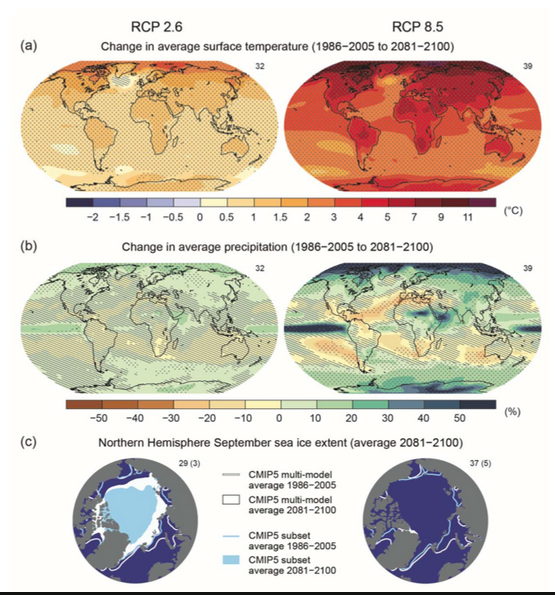 RCP 2.6 RCP 8.5
(a) Change in average surface temperature (1986−2005 to 2081−2100)
32 39
−2 −1.5 −1 −0.5 0 0.5 1 1.5 2 3 4 5 7 9 11 (°C)
(b) Change in average precipitation (1986−2005 to 2081−2100)
32 39
−50 −40 −30 −20 −10 0 10 20 30 40 50 (%)
(c) Northern Hemisphere September sea ice extent (average 2081−2100)
29 (3) 37 (5)
CMIP5 multi-model
average 1986−2005
CMIP5 multi-model
average 2081−2100
CMIP5 subset
average 1986−2005
CMIP5 subset
average 2081−2100